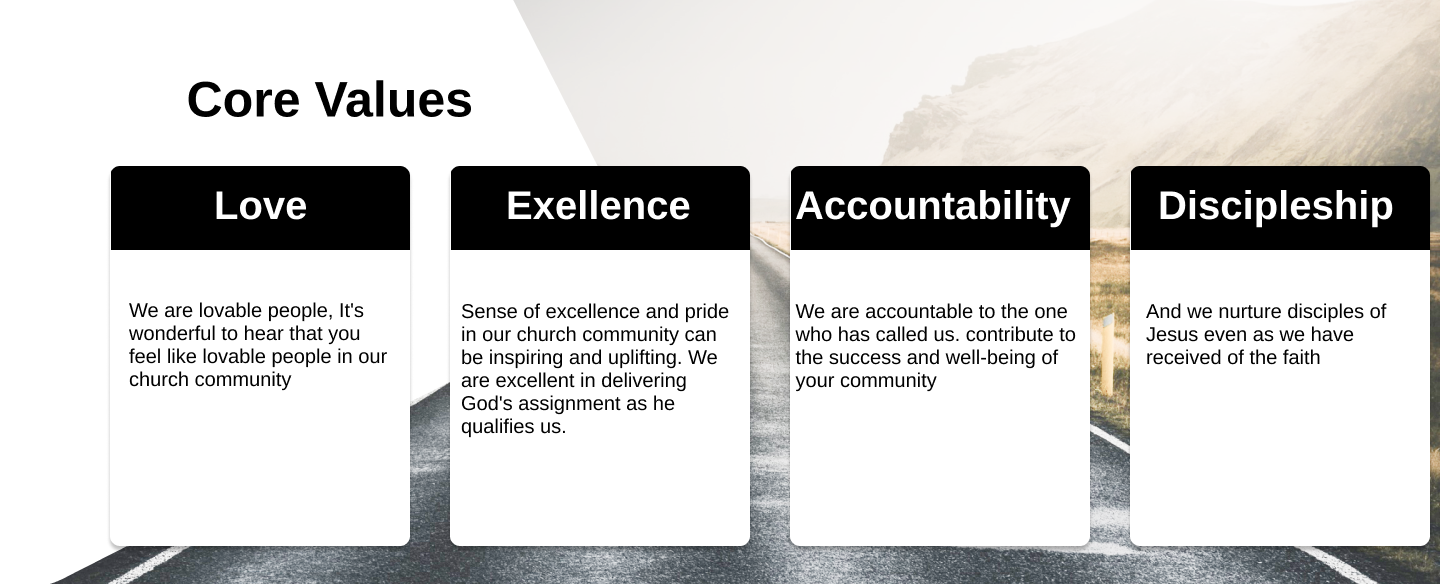 Core Values
Love
We are lovable people, It's
wonderful to hear that you
feel like lovable people in our
church community
Exellence
Sense of excellence and pride
in our church community can
be inspiring and uplifting. We
are excellent in delivering
God's assignment as he
qualifies us.
Accountability
We are accountable to the one
who has called us. contribute to
the success and well-being of
your community
Discipleship
And we nurture disciples of
Jesus even as we have
received of the faith